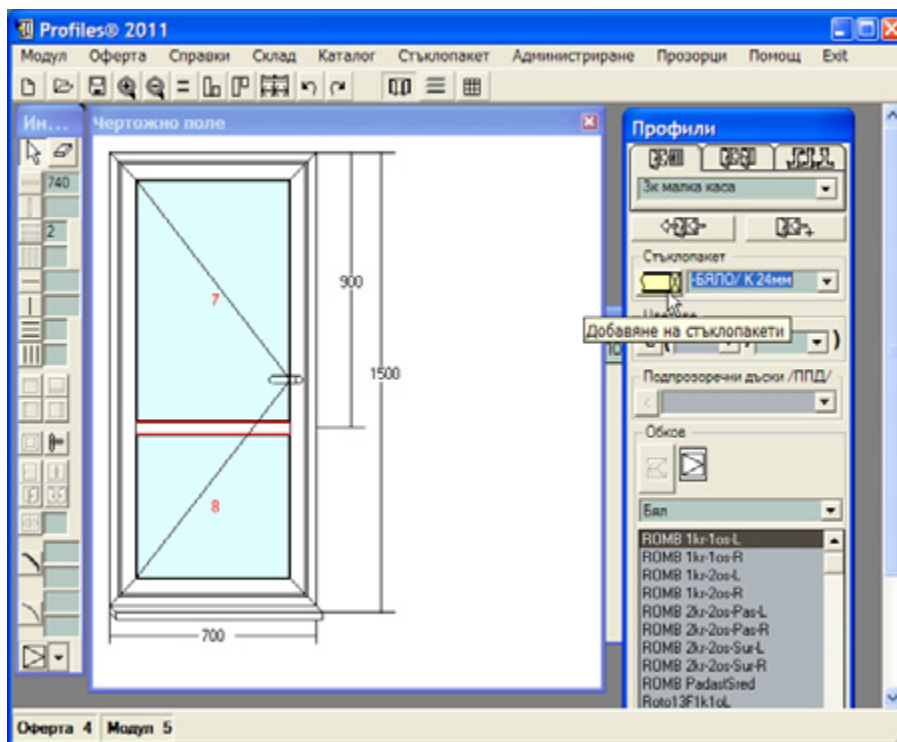 Profiles® 2011
Модул Оферта Справки Склад Каталог Стъклопакет Администриране Прозорци Помощ Exit
Ин...
Чертожно поле
Профили
740
2
3к малка каса
Стъклопакет
-БЯЛО/ К 24мм
Добавяне на стъклопакети
Подпрозоречни дъски /ППД/
Обков
Бял
ROMB 1kr-1os-L
ROMB 1kr-1os-R
ROMB 1kr-2os-L
ROMB 1kr-2os-R
ROMB 2kr-2os-Pas-L
ROMB 2kr-2os-Pas-R
ROMB 2kr-2os-Sur-L
ROMB 2kr-2os-Sur-R
ROMB PadastSred
Roto13F1k1oL
7
900
1500
8
700
Оферта 4 Модул 5